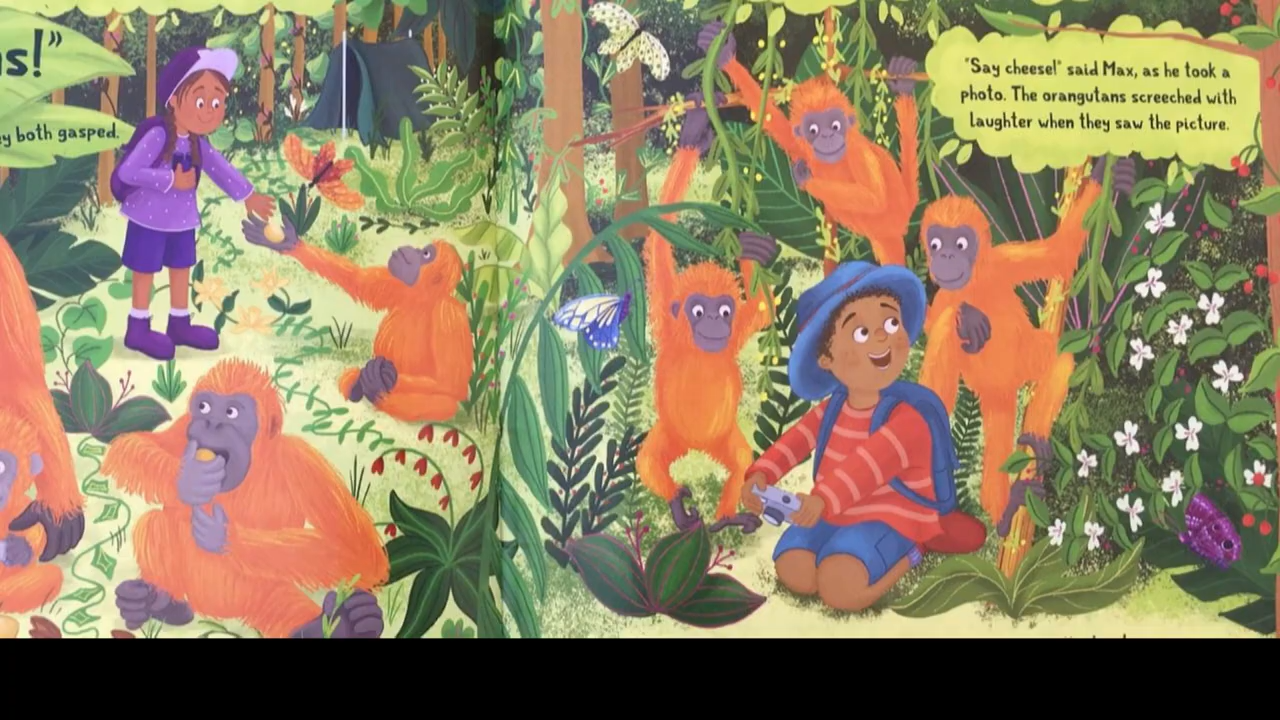 s!”
ey both gasped.
"Say cheese!" said Max, as he took a
photo. The orangutans screeched with
laughter when they saw the picture.